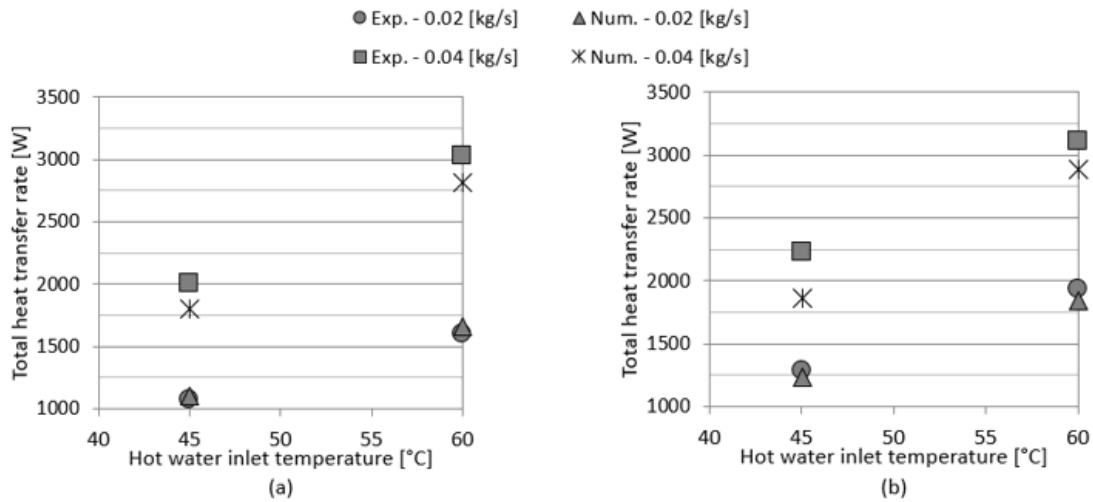 Exp. - 0.02 [kg/s] Num. - 0.02 [kg/s]
Exp. - 0.04 [kg/s] Num. - 0.04 [kg/s]
Total heat transfer rate [W]
3500
3000
2500
2000
1500
1000
40 45 50 55 60
Hot water inlet temperature [°C]
(a)
Total heat transfer rate [W]
3500
3000
2500
2000
1500
1000
40 45 50 55 60
Hot water inlet temperature [°C]
(b)